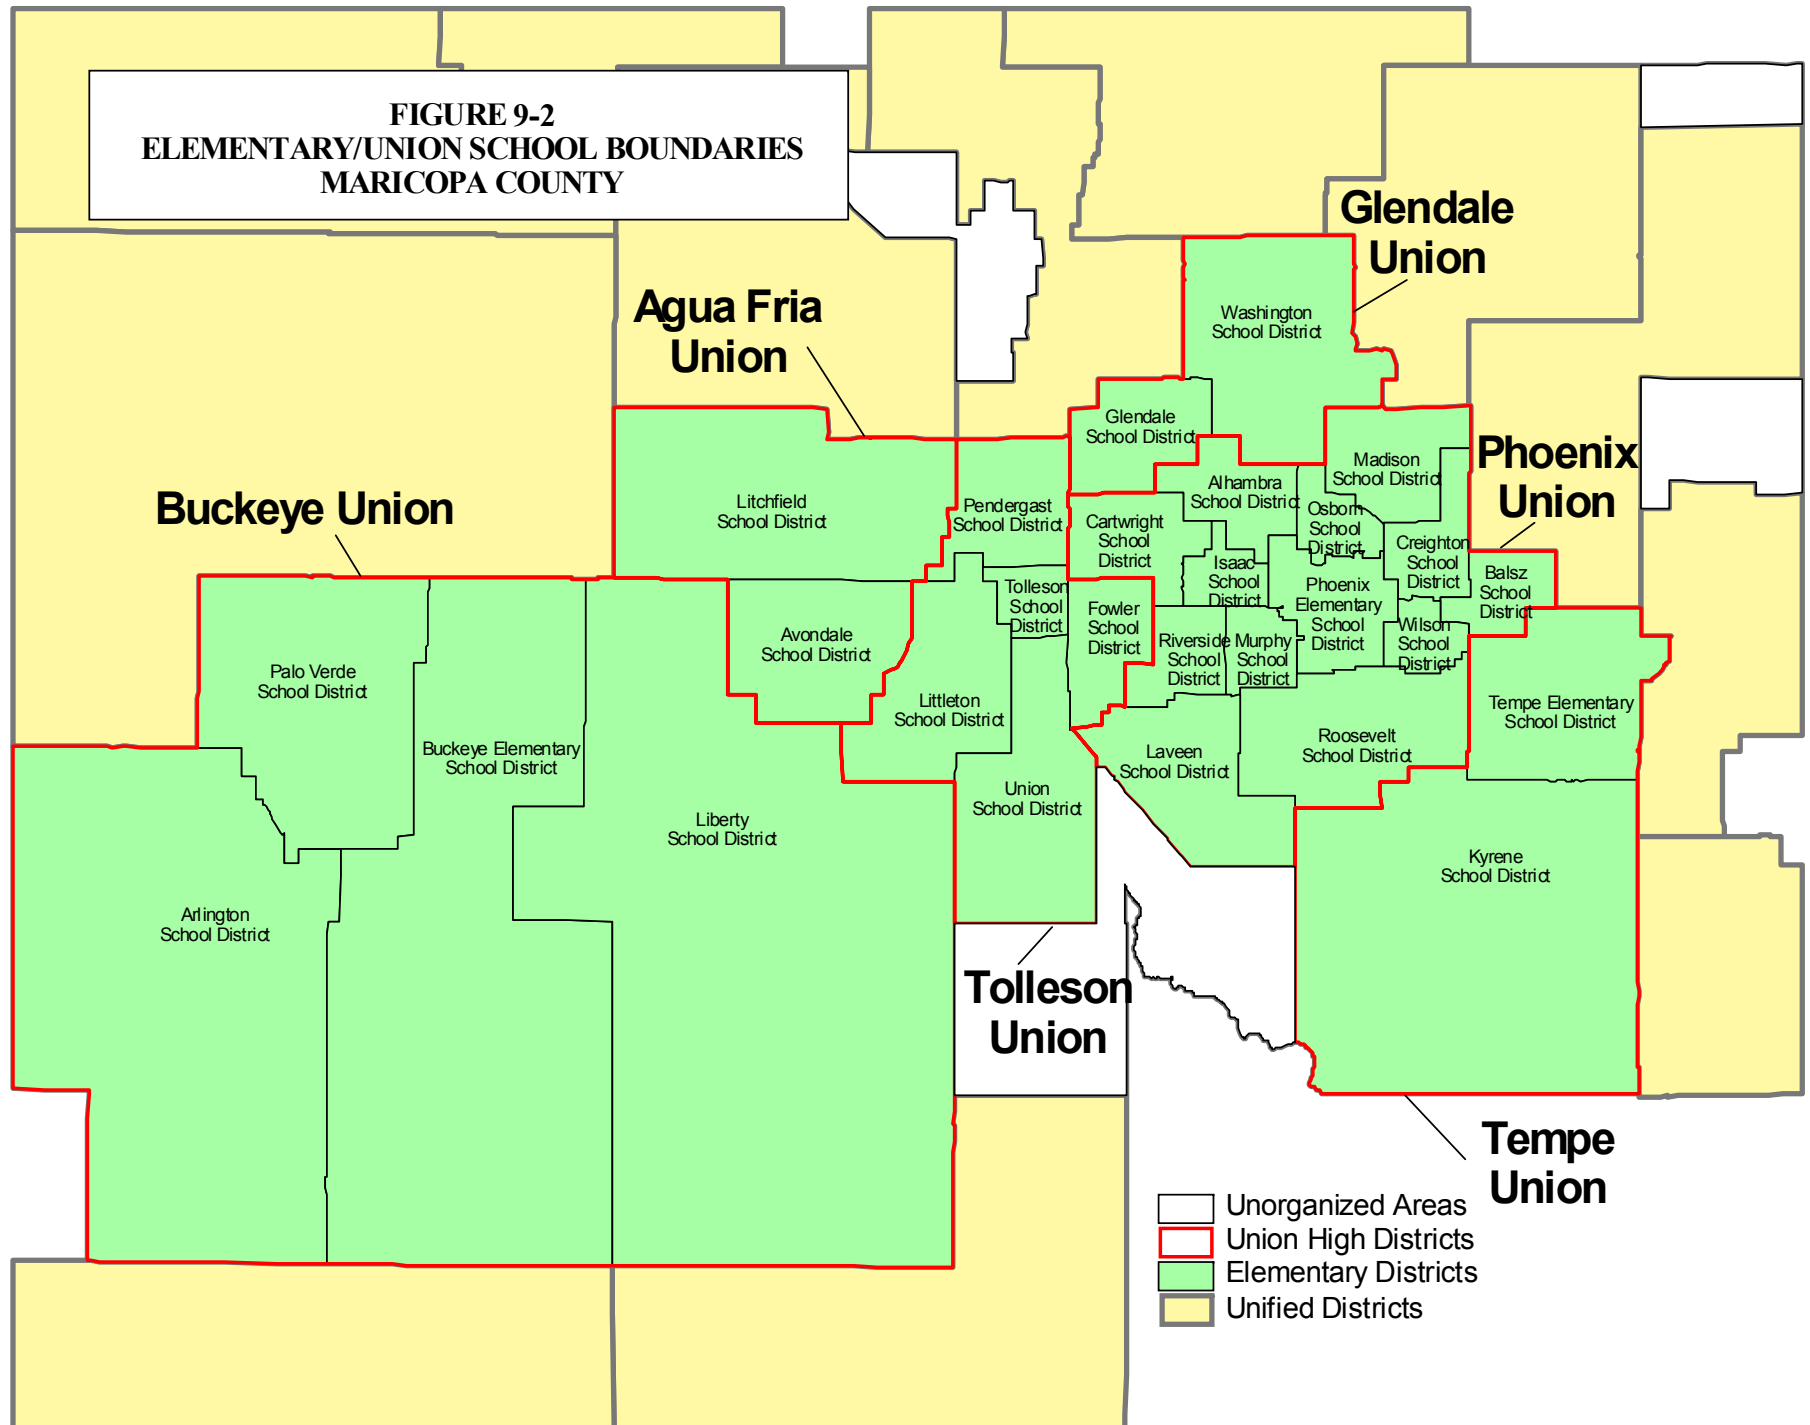 FIGURE 9-2
ELEMENTARY/UNION SCHOOL BOUNDARIES
MARICOPA COUNTY
Glendale
Union
Agua Fria
Union
Washington
School District
Glendale
School District
Madison
School District
Phoenix
Union
Buckeye Union
Litchfield
School District
Pendergast
School District
Alhambra
School District
Cartwright
School
District
Osborn
School
District
Creighton
School
District
Isaac
School
District
Balsz
School
District
Tolleson
School
District
Phoenix
Elementary
School
District
Fowler
School
District
Avondale
School District
Riverside
School
District
Murphy
School
District
Wilson
School
District
Palo Verde
School District
Littleton
School District
Tempe Elementary
School District
Buckeye Elementary
School District
Laveen
School District
Roosevelt
School District
Union
School District
Liberty
School District
Kyrene
School District
Arlington
School District
Tolleson
Union
Tempe
Union
Unorganized Areas
Union High Districts
Elementary Districts
Unified Districts